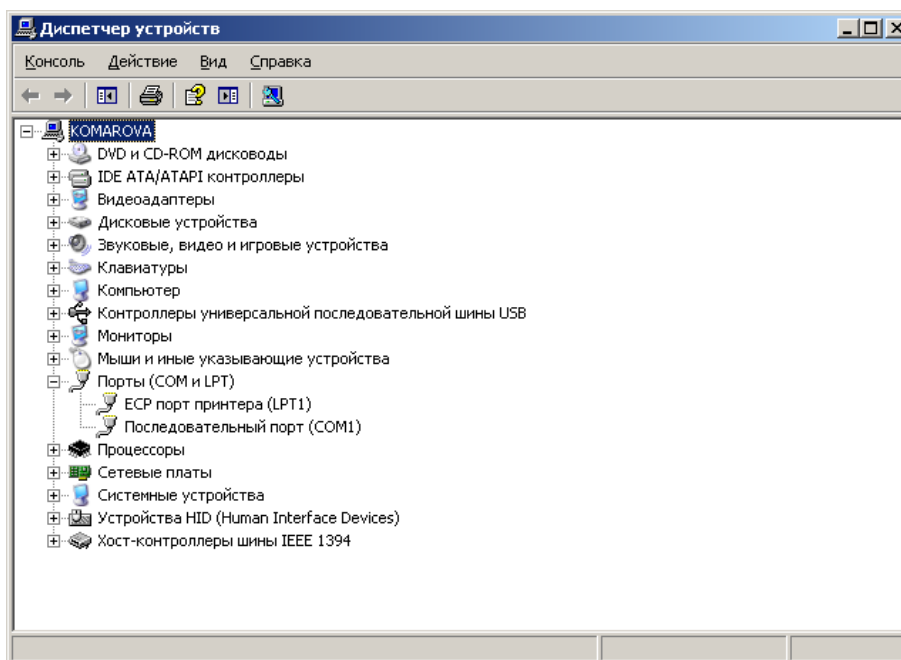 Диспетчер устройств
Консоль Действие Вид Справка
KOMAROVA
DVD и CD-ROM дисководы
IDE ATA/ATAPI контроллеры
Видеоадаптеры
Дисковые устройства
Звуковые, видео и игровые устройства
Клавиатуры
Компьютер
Контроллеры универсальной последовательной шины USB
Мониторы
Мыши и иные указывающие устройства
Порты (COM и LPT)
ECP порт принтера (LPT1)
Последовательный порт (COM1)
Процессоры
Сетевые платы
Системные устройства
Устройства HID (Human Interface Devices)
Хост-контроллеры шины IEEE 1394